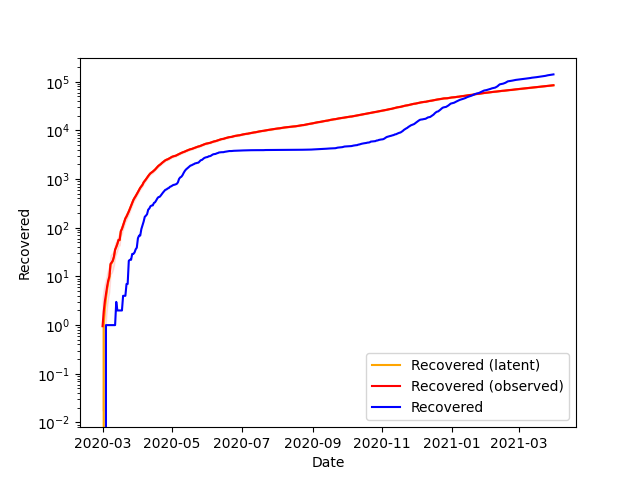 Recovered
10^5
10^4
10^3
10^2
10^1
10^0
10^−1
10^−2
Recovered (latent)
Recovered (observed)
Recovered
2020-03 2020-05 2020-07 2020-09 2020-11 2021-01 2021-03
Date